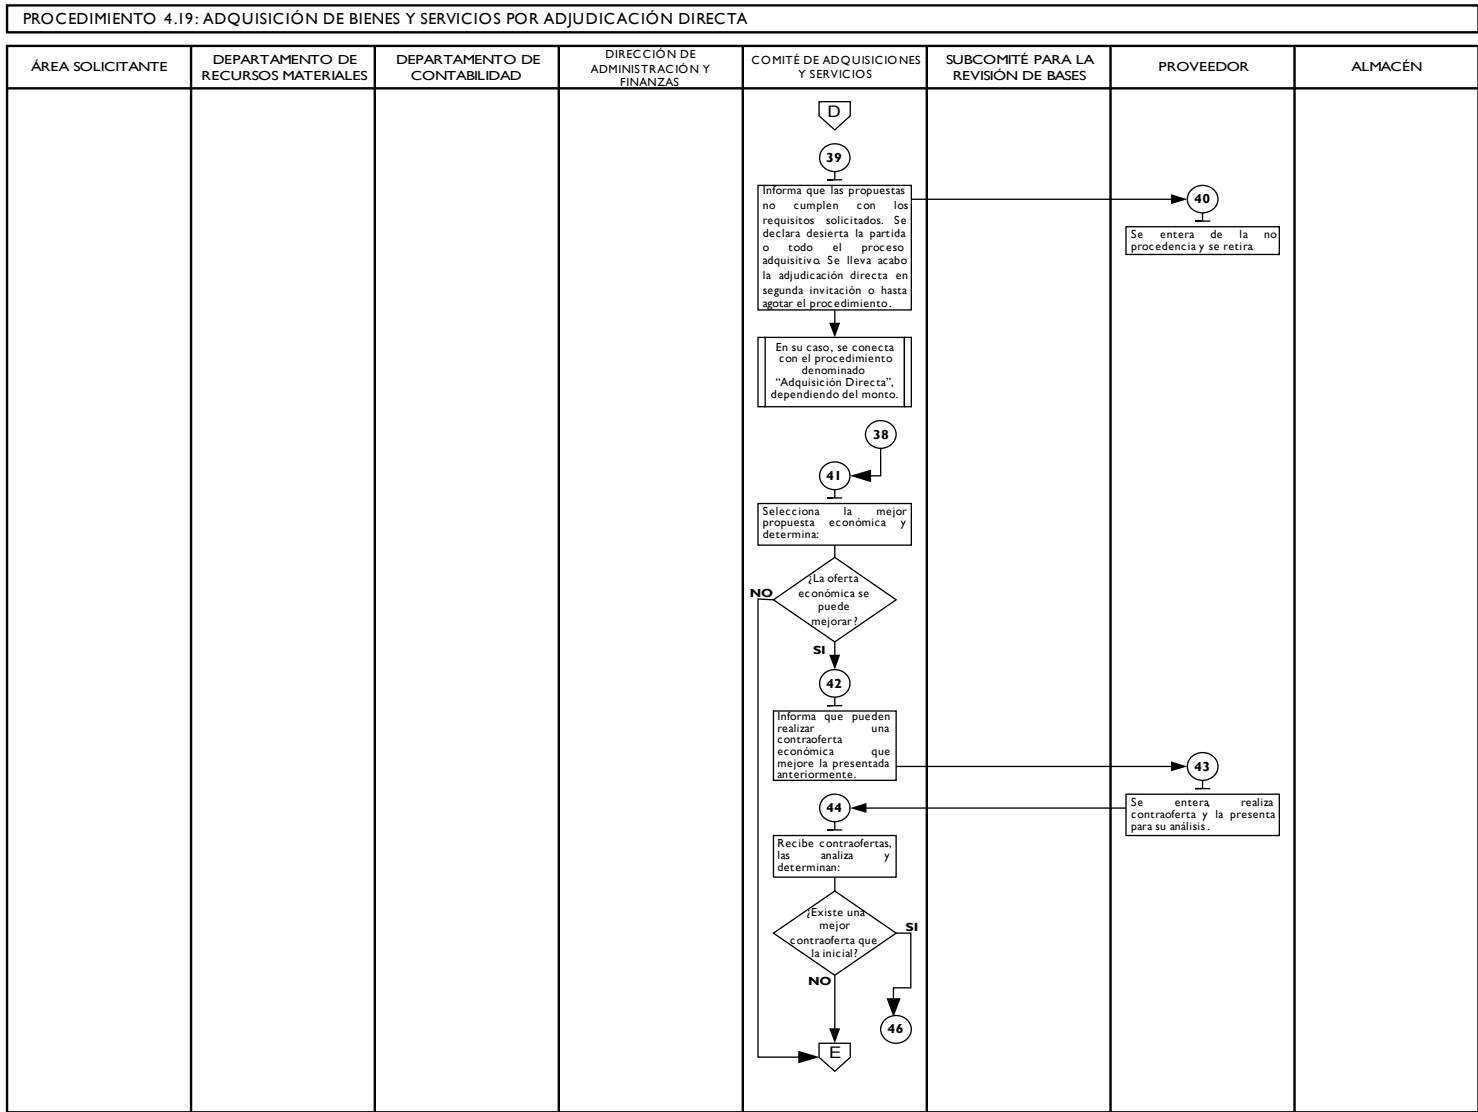 PROCEDIMIENTO 4.19: ADQUISICIÓN DE BIENES Y SERVICIOS POR ADJUDICACIÓN DIRECTA
ÁREA SOLICITANTE
DEPARTAMENTO DE
RECURSOS MATERIALES
DEPARTAMENTO DE
CONTABILIDAD
DIRECCIÓN DE
ADMINISTRACIÓN Y
FINANZAS
COMITÉ DE ADQUISICIONES
Y SERVICIOS
SUBCOMITÉ PARA LA
REVISIÓN DE BASES
PROVEEDOR
ALMACÉN
D
39
Informa que las propuestas
no cumplen con los
requisitos solicitados. Se
declara desierta la partida
o todo el proceso
adquisitivo. Se lleva acabo
la adjudicación directa en
segunda invitación o hasta
agotar el procedimiento.
40
Se entera de la no
procedencia y se retira.
En su caso, se conecta
con el procedimiento
denominado
“Adquisición Directa”,
dependiendo del monto.
38
41
Selecciona la mejor
propuesta económica y
determina:
¿La oferta
económica se
puede
mejorar?
NO
SI
42
Informa que pueden
realizar una
contraoferta
económica que
mejore la presentada
anteriormente.
43
Se entera, realiza
contraoferta y la presenta
para su análisis.
44
Recibe contraofertas,
las analiza y
determinan:
¿Existe una
mejor
contraoferta que
la inicial?
SI
NO
46
E